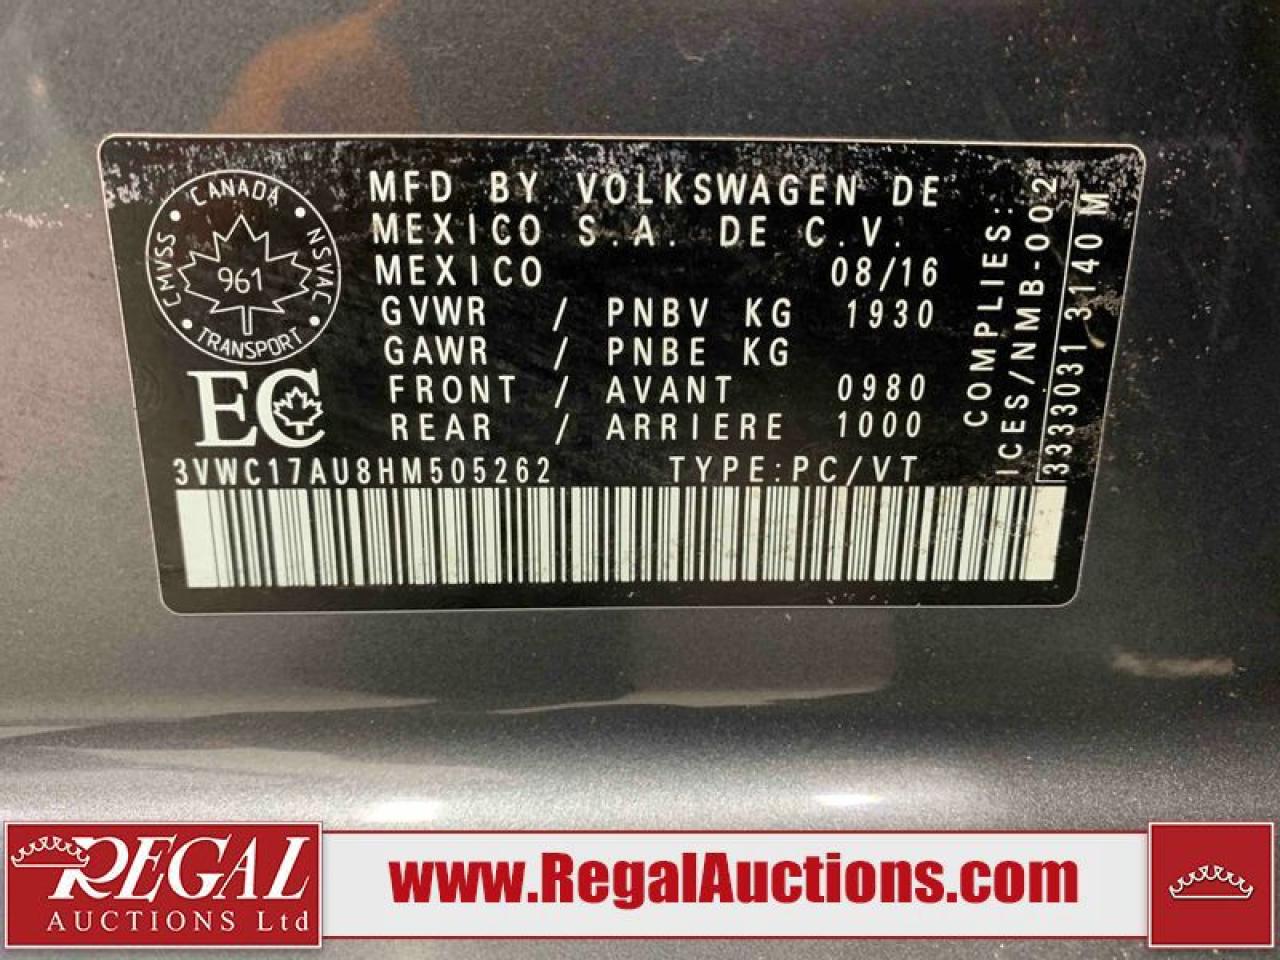 CANADA
CMVSS
NSVAC
961
TRANSPORT
EC
MFD BY VOLKSWAGEN DE
MEXICO S.A. DE C.V.
MEXICO 08/16
GVWR / PNBV KG 1930
GAWR / PNBE KG
FRONT / AVANT 0980
REAR / ARRIERE 1000
3VWC17AU8HM505262 TYPE:PC/VT
COMPLIES:
ICES/NMB-002
3333031 3140 M
REGAL
AUCTIONS Ltd
www.RegalAuctions.com